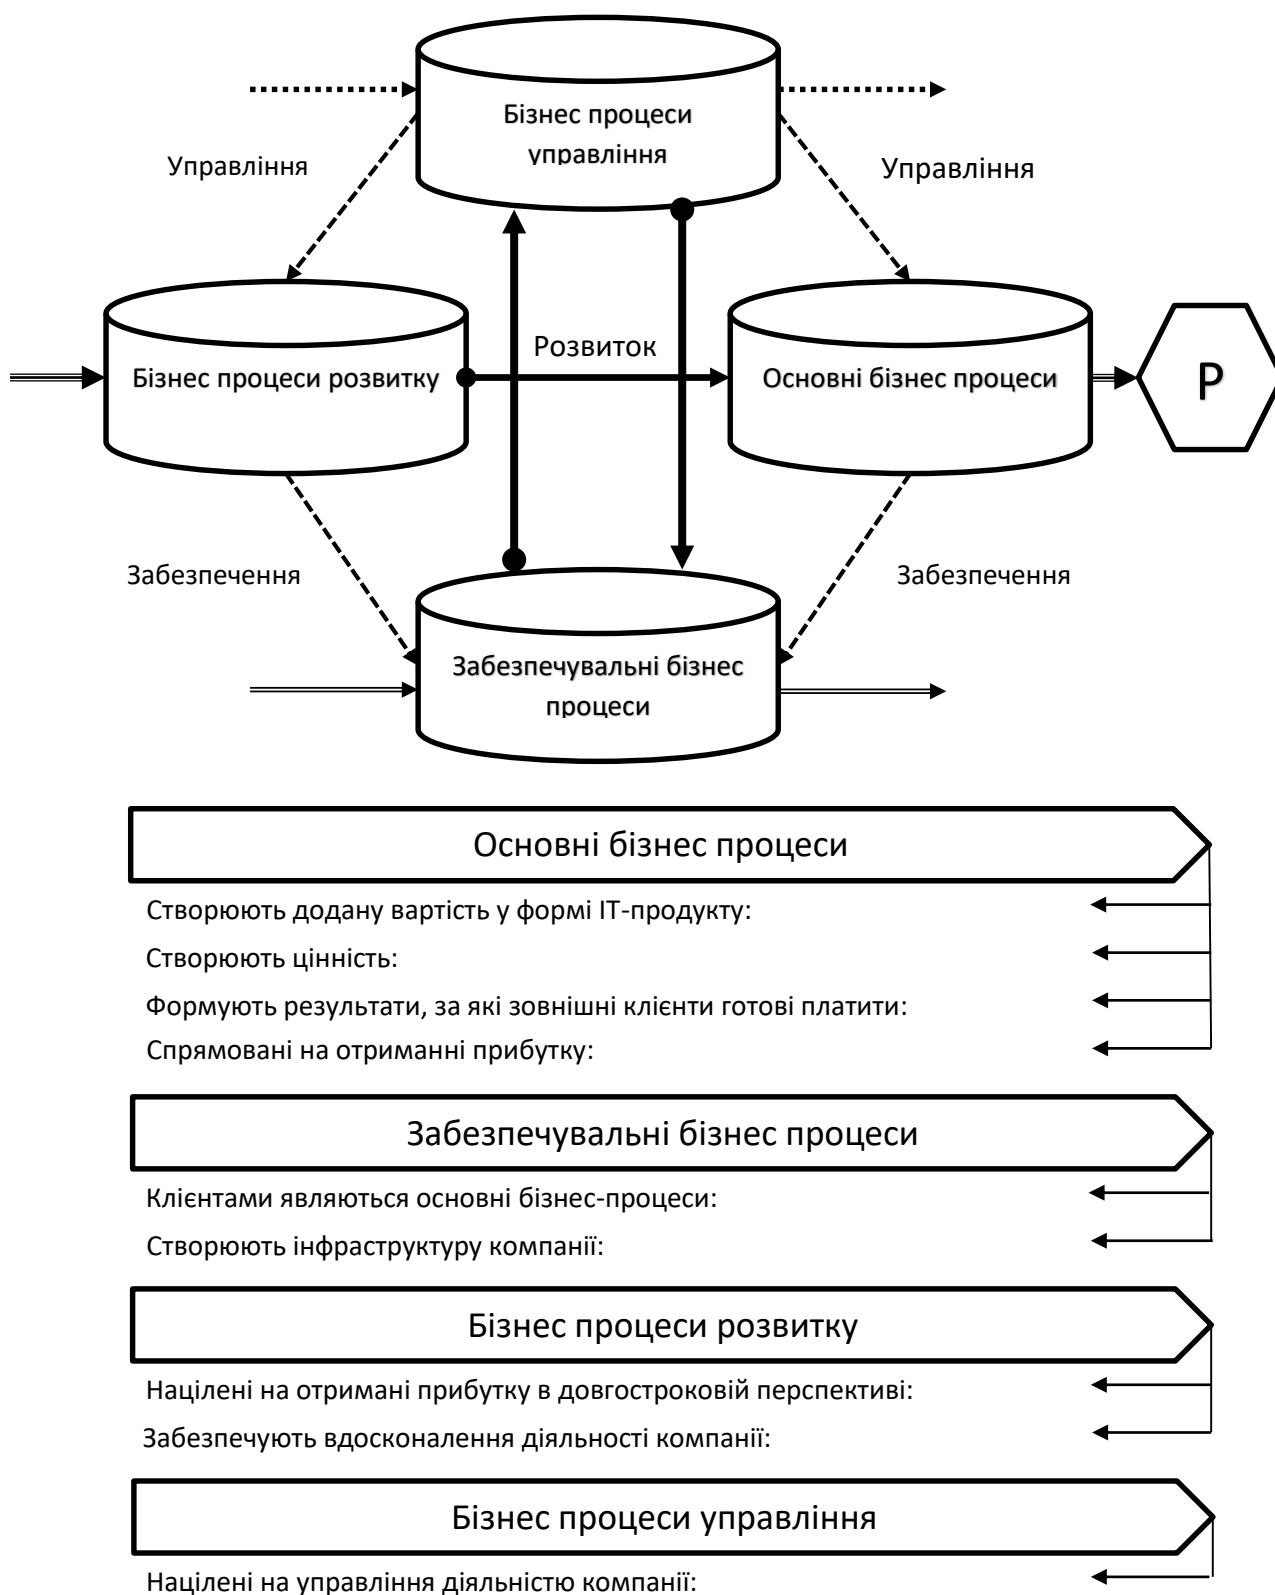 Бізнес процеси
управління
Управління
Управління
Розвиток
Бізнес процеси розвитку
Основні бізнес процеси
Р
Забезпечення
Забезпечення
Забезпечувальні бізнес
процеси
Основні бізнес процеси
Створюють додану вартість у формі ІТ-продукту:
Створюють цінність:
Формують результати, за які зовнішні клієнти готові платити:
Спрямовані на отриманні прибутку:
Забезпечувальні бізнес процеси
Клієнтами являються основні бізнес-процеси:
Створюють інфраструктуру компанії:
Бізнес процеси розвитку
Націлені на отримані прибутку в довгостроковій перспективі:
Забезпечують вдосконалення діяльності компанії:
Бізнес процеси управління
Націлені на управління діяльністю компанії: